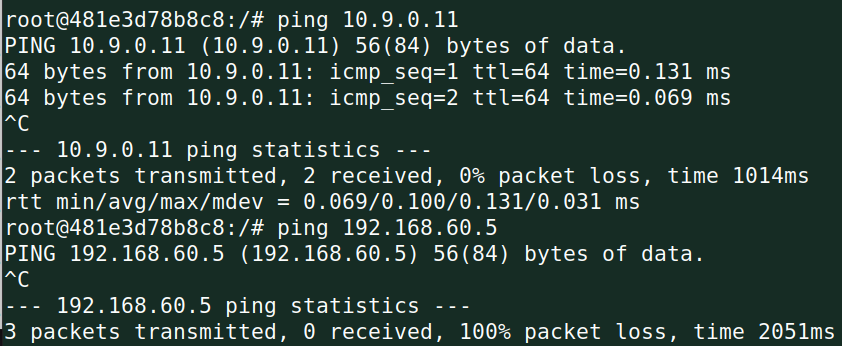 root@481e3d78b8c8:/# ping 10.9.0.11
PING 10.9.0.11 (10.9.0.11) 56(84) bytes of data.
64 bytes from 10.9.0.11: icmp_seq=1 ttl=64 time=0.131 ms
64 bytes from 10.9.0.11: icmp_seq=2 ttl=64 time=0.069 ms
^C
--- 10.9.0.11 ping statistics ---
2 packets transmitted, 2 received, 0% packet loss, time 1014ms
rtt min/avg/max/mdev = 0.069/0.100/0.131/0.031 ms
root@481e3d78b8c8:/# ping 192.168.60.5
PING 192.168.60.5 (192.168.60.5) 56(84) bytes of data.
^C
--- 192.168.60.5 ping statistics ---
3 packets transmitted, 0 received, 100% packet loss, time 2051ms